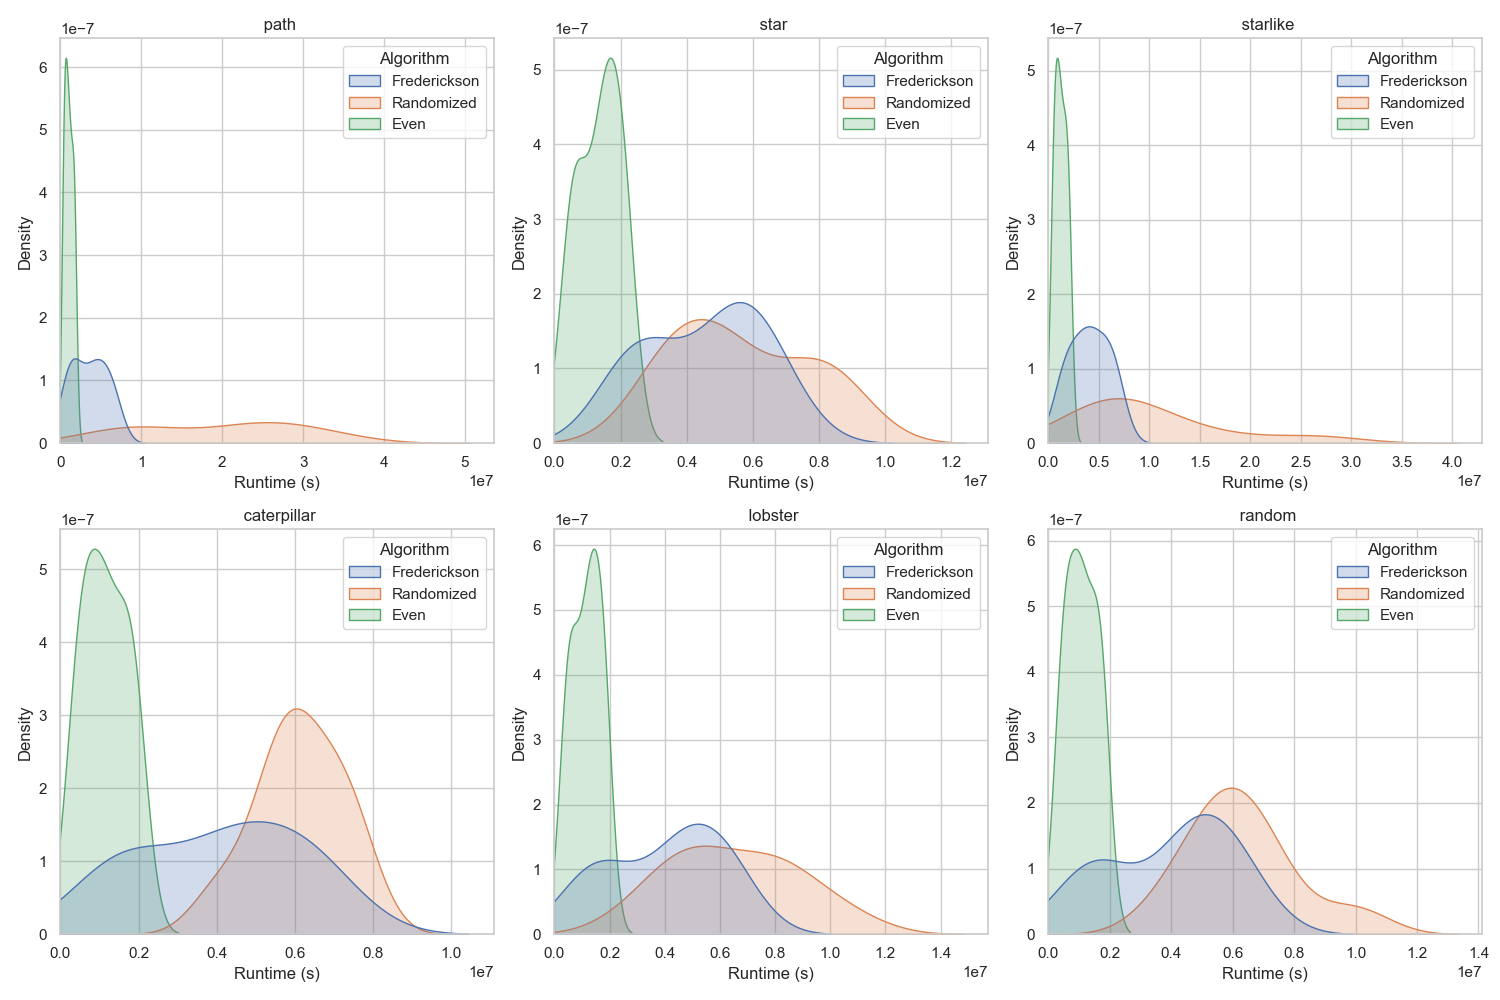 path
1e−7
Density
6
5
4
3
2
1
0
0 1 2 3 4 5
Runtime (s)
1e7
Algorithm
Frederickson
Randomized
Even
star
1e−7
Density
5
4
3
2
1
0
0.0 0.2 0.4 0.6 0.8 1.0 1.2
Runtime (s)
1e7
Algorithm
Frederickson
Randomized
Even
starlike
1e−7
Density
5
4
3
2
1
0
0.0 0.5 1.0 1.5 2.0 2.5 3.0 3.5 4.0
Runtime (s)
1e7
Algorithm
Frederickson
Randomized
Even
caterpillar
1e−7
Density
5
4
3
2
1
0
0.0 0.2 0.4 0.6 0.8 1.0
Runtime (s)
1e7
Algorithm
Frederickson
Randomized
Even
lobster
1e−7
Density
6
5
4
3
2
1
0
0.0 0.2 0.4 0.6 0.8 1.0 1.2 1.4
Runtime (s)
1e7
Algorithm
Frederickson
Randomized
Even
random
1e−7
Density
6
5
4
3
2
1
0
0.0 0.2 0.4 0.6 0.8 1.0 1.2 1.4
Runtime (s)
1e7
Algorithm
Frederickson
Randomized
Even